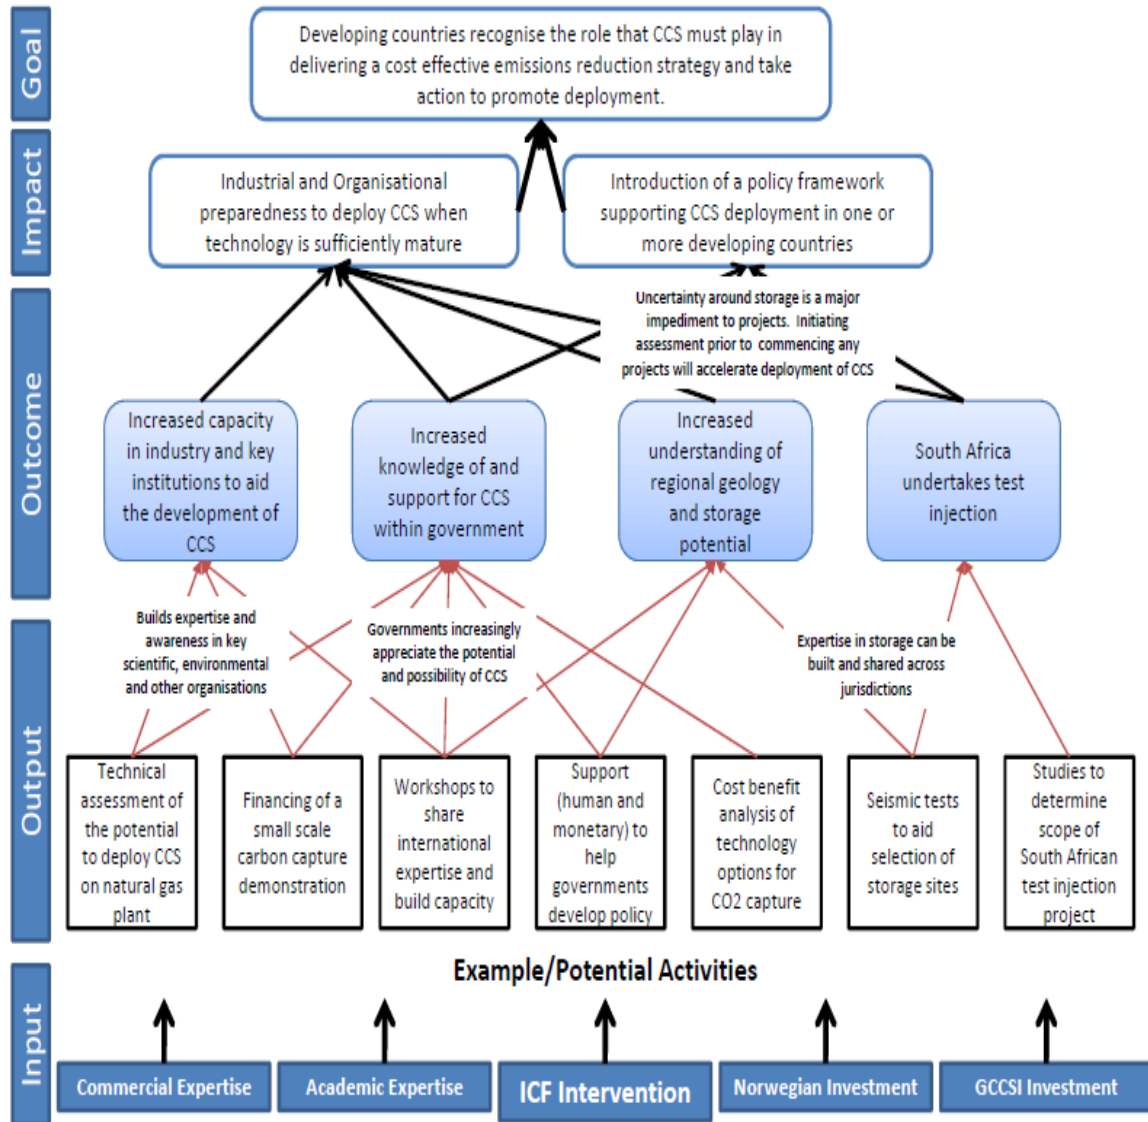 Goal
Developing countries recognise the role that CCS must play in
delivering a cost effective emissions reduction strategy and take
action to promote deployment.
Impact
Industrial and Organisational
preparedness to deploy CCS when
technology is sufficiently mature
Introduction of a policy framework
supporting CCS deployment in one or
more developing countries
Outcome
Uncertainty around storage is a major
impediment to projects. Initiating
assessment prior to commencing any
projects will accelerate deployment of CCS
Increased capacity
in industry and key
institutions to aid
the development of
CCS
Increased
knowledge of and
support for CCS
within government
Increased
understanding of
regional geology
and storage
potential
South Africa
undertakes test
injection
Builds expertise and
awareness in key
scientific, environmental
and other organisations
Governments increasingly
appreciate the potential
and possibility of CCS
Expertise in storage can be
built and shared across
jurisdictions
Output
Technical
assessment of
the potential
to deploy CCS
on natural gas
plant
Financing of a
small scale
carbon capture
demonstration
Workshops to
share
international
expertise and
build capacity
Support
(human and
monetary) to
help
governments
develop policy
Cost benefit
analysis of
technology
options for
CO2 capture
Seismic tests
to aid
selection of
storage sites
Studies to
determine
scope of
South African
test injection
project
Example/Potential Activities
Input
Commercial Expertise
Academic Expertise
ICF Intervention
Norwegian Investment
GCCSI Investment